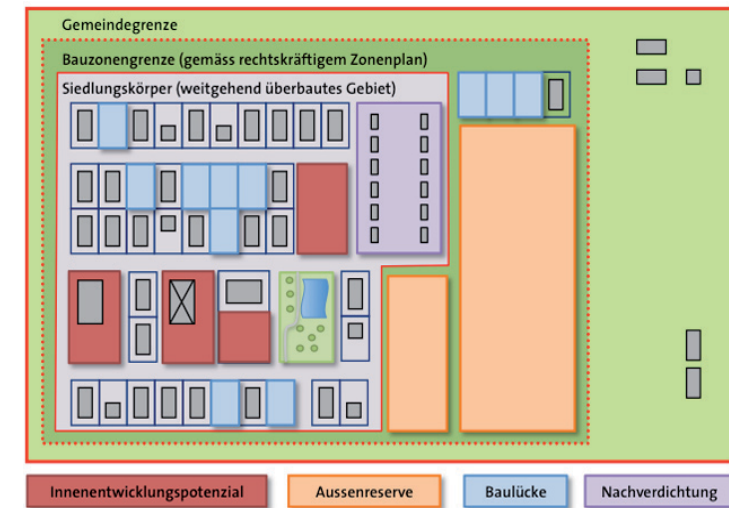 Gemeindegrenze
Bauzonengrenze (gemäss rechtskräftigem Zonenplan)
Siedlungskörper (weitgehend überbautes Gebiet)
Innenentwicklungspotenzial
Aussenreserve
Baulücke
Nachverdichtung